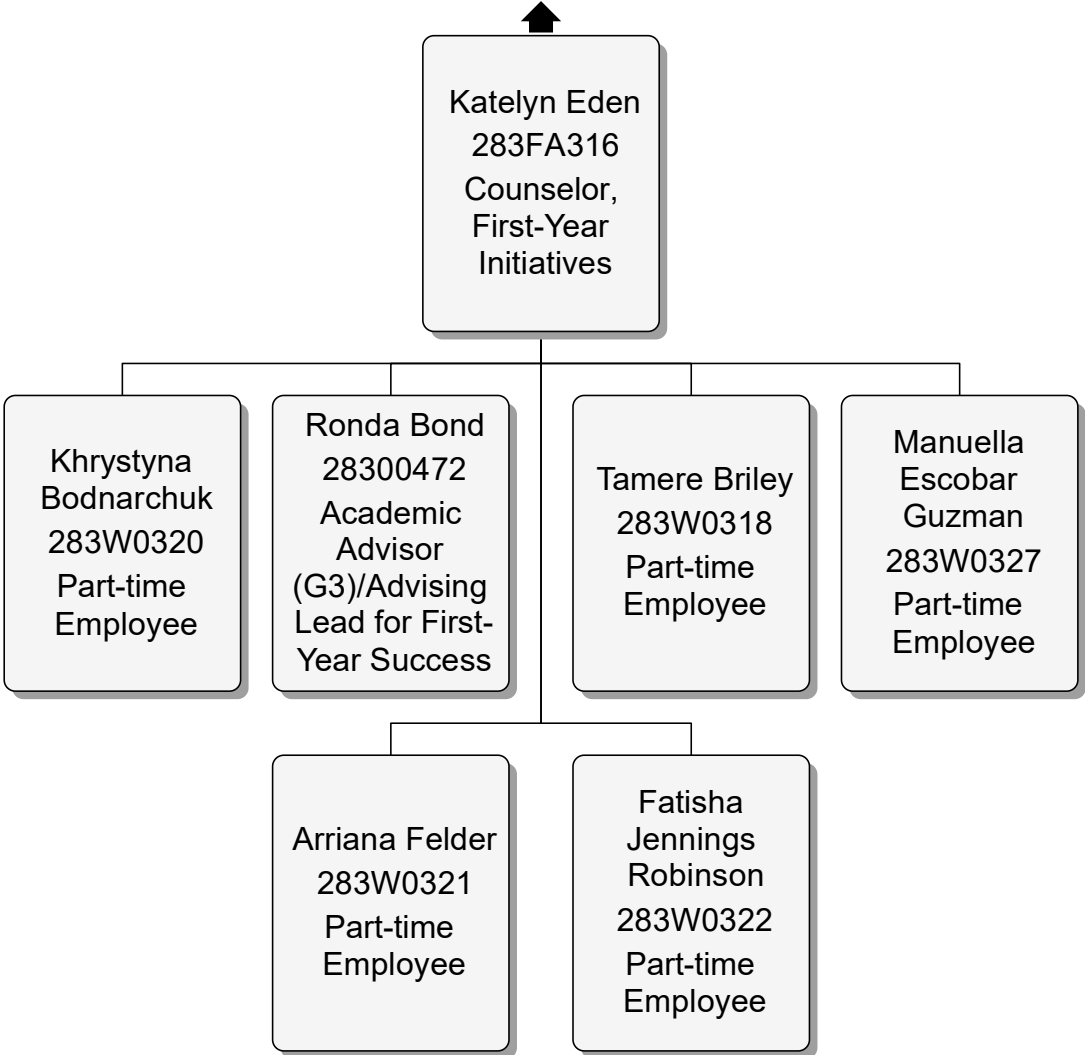 Katelyn Eden
283FA316
Counselor,
First-Year
Initiatives
Khrystyna
Bodnarchuk
283W0320
Part-time
Employee
Ronda Bond
28300472
Academic
Advisor
(G3)/Advising
Lead for First-
Year Success
Tamere Briley
283W0318
Part-time
Employee
Manuella
Escobar
Guzman
283W0327
Part-time
Employee
Arriana Felder
283W0321
Part-time
Employee
Fatisha
Jennings
Robinson
283W0322
Part-time
Employee